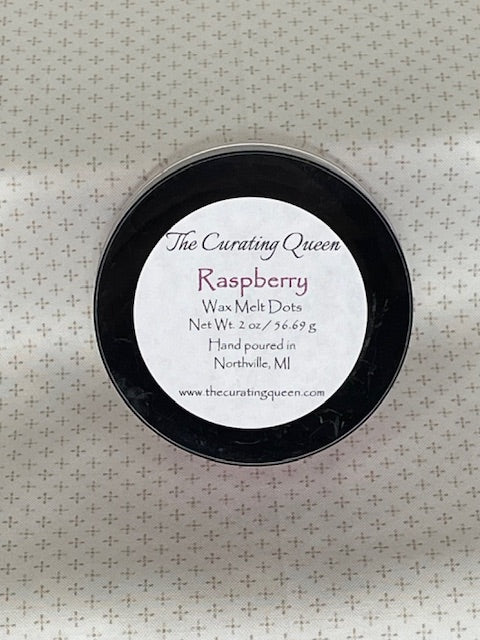 The Curating Queen
Raspberry
Wax Melt Dots
Net Wt. 2 oz/ 56.69 g
Hand poured in
Northville, MI
www.thecuratingqueen.com